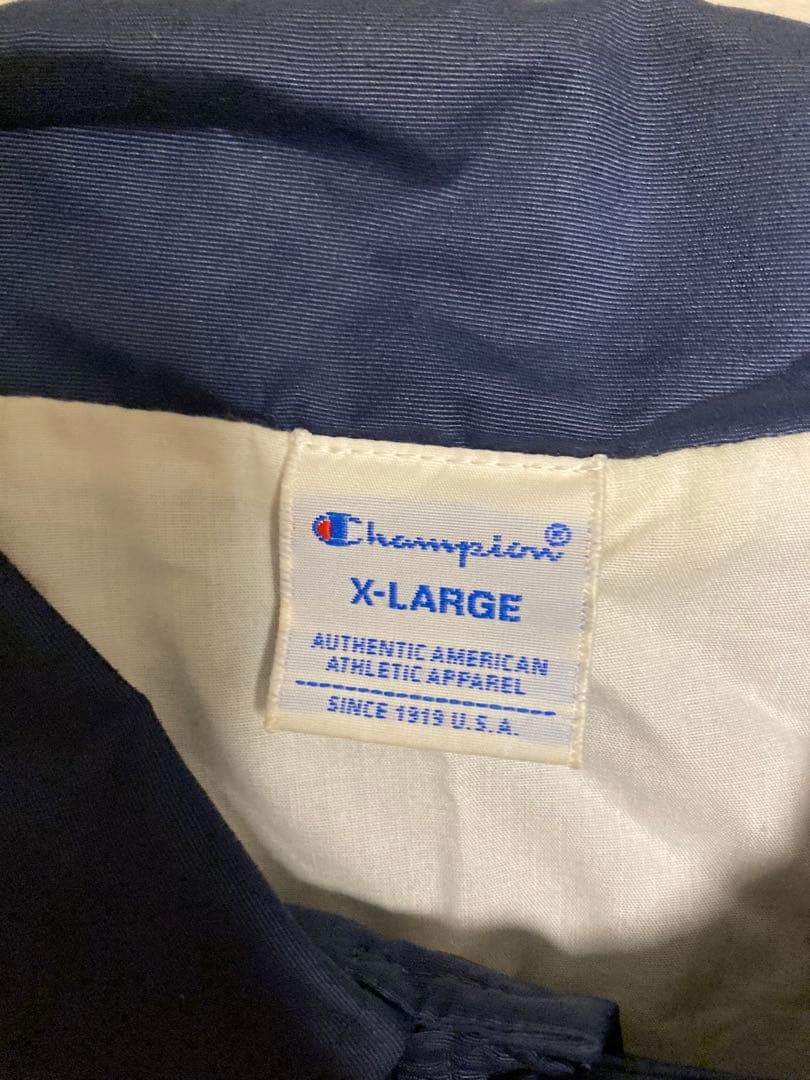 Champion®
X-LARGE
AUTHENTIC AMERICAN
ATHLETIC APPAREL
SINCE 1919 U.S.A.